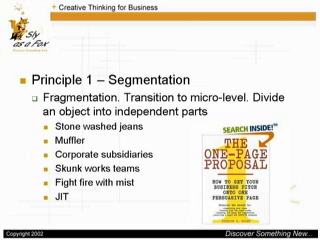 Creative Thinking for Business
Sly
as a Fox
Principle 1 – Segmentation
Fragmentation. Transition to micro-level. Divide
an object into independent parts
Stone washed jeans
Muffler
Corporate subsidiaries
Skunk works teams
Fight fire with mist
JIT
SEARCH INSIDE!™
THE
ONE-PAGE
PROPOSAL
HOW TO GET YOUR
BUSINESS PITCH
ONTO ONE
PERSUASIVE PAGE
Copyright 2002
Discover Something New...